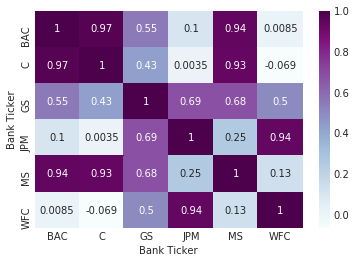 BAC 1 0.97 0.55 0.1 0.94 0.0085
C 0.97 1 0.43 0.0035 0.93 -0.069
GS 0.55 0.43 1 0.69 0.68 0.5
JPM 0.1 0.0035 0.69 1 0.25 0.94
MS 0.94 0.93 0.68 0.25 1 0.13
WFC 0.0085 -0.069 0.5 0.94 0.13 1
BAC C GS JPM MS WFC
Bank Ticker
Bank Ticker
1.0
0.8
0.6
0.4
0.2
0.0